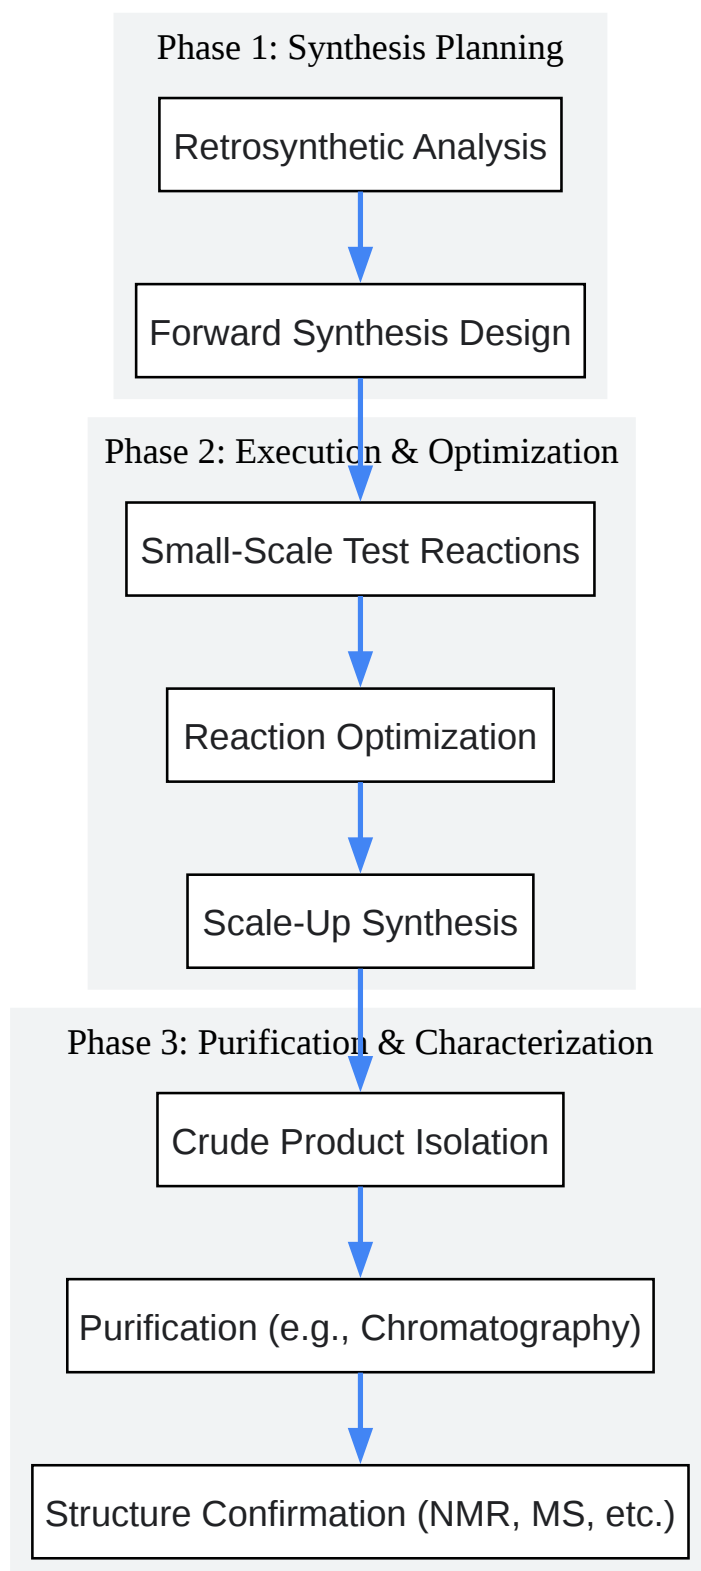 Phase 1: Synthesis Planning
Retrosynthetic Analysis
Forward Synthesis Design
Phase 2: Execution & Optimization
Small-Scale Test Reactions
Reaction Optimization
Scale-Up Synthesis
Phase 3: Purification & Characterization
Crude Product Isolation
Purification (e.g., Chromatography)
Structure Confirmation (NMR, MS, etc.)